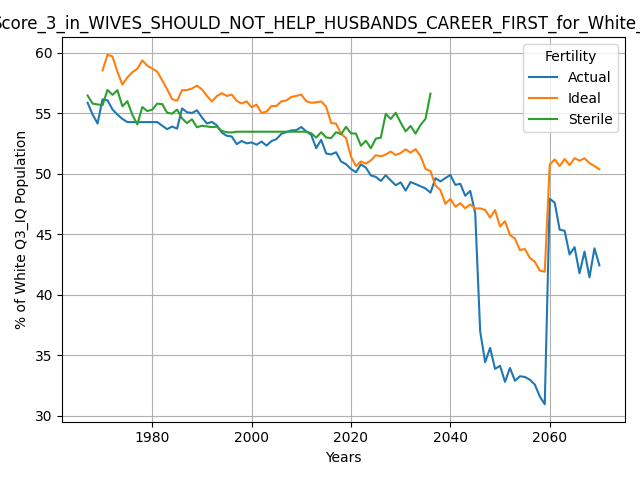 Score_3_in_WIVES_SHOULD_NOT_HELP_HUSBANDS_CAREER_FIRST_for_White_
Fertility
Actual
Ideal
Sterile
% of White Q3_IQ Population
60
55
50
45
40
35
30
1980
2000
2020
2040
2060
Years